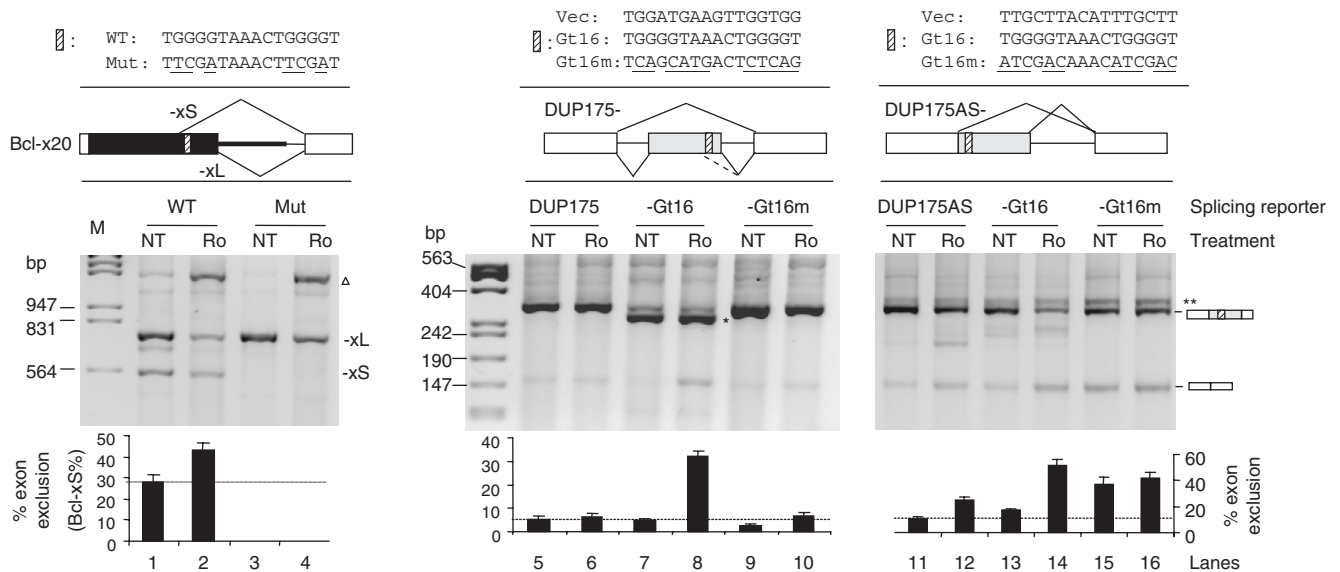 WT: TGGGGTAAACTGGGGT
Mut: TTCGATAAACTTCGAT
-xS
Bcl-x20
-xL
WT Mut
M NT Ro NT Ro
bp
947
831
564
Δ
-xL
-xS
% exon exclusion (Bcl-xS%)
50
40
30
20
10
0
1 2 3 4
Vec: TGGATGAAGTTGGTGG
Gt16: TGGGGTAAACTGGGGT
Gt16m: TCAGCATGACTCTCAG
DUP175-
DUP175 -Gt16 -Gt16m
bp NT Ro NT Ro NT Ro
563
404
242
190
147
*
40
30
20
10
0
5 6 7 8 9 10
Vec: TTGCTTACATTTGCTT
Gt16: TGGGGTAAACTGGGGT
Gt16m: ATCGACAAACATCGAC
DUP175AS-
DUP175AS -Gt16 -Gt16m Splicing reporter
NT Ro NT Ro NT Ro Treatment
**
60
40
20
0
% exon exclusion
11 12 13 14 15 16 Lanes